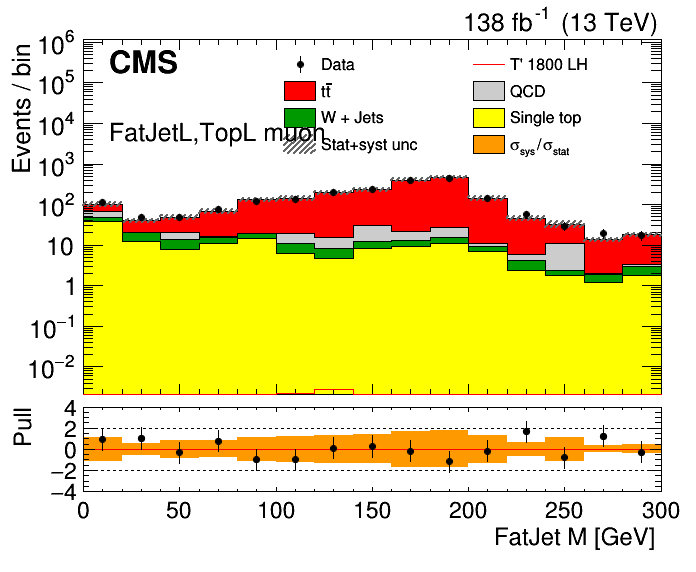 138 fb⁻¹ (13 TeV)
Events / bin
10⁶
10⁵
10⁴
10³
10²
10
1
10⁻¹
10⁻²
CMS
Data
T' 1800 LH
tt̄
QCD
W + Jets
Single top
FatJetL,TopL muon
Stat+syst unc
σsys/σstat
Pull
4
2
0
−2
−4
0 50 100 150 200 250 300
FatJet M [GeV]